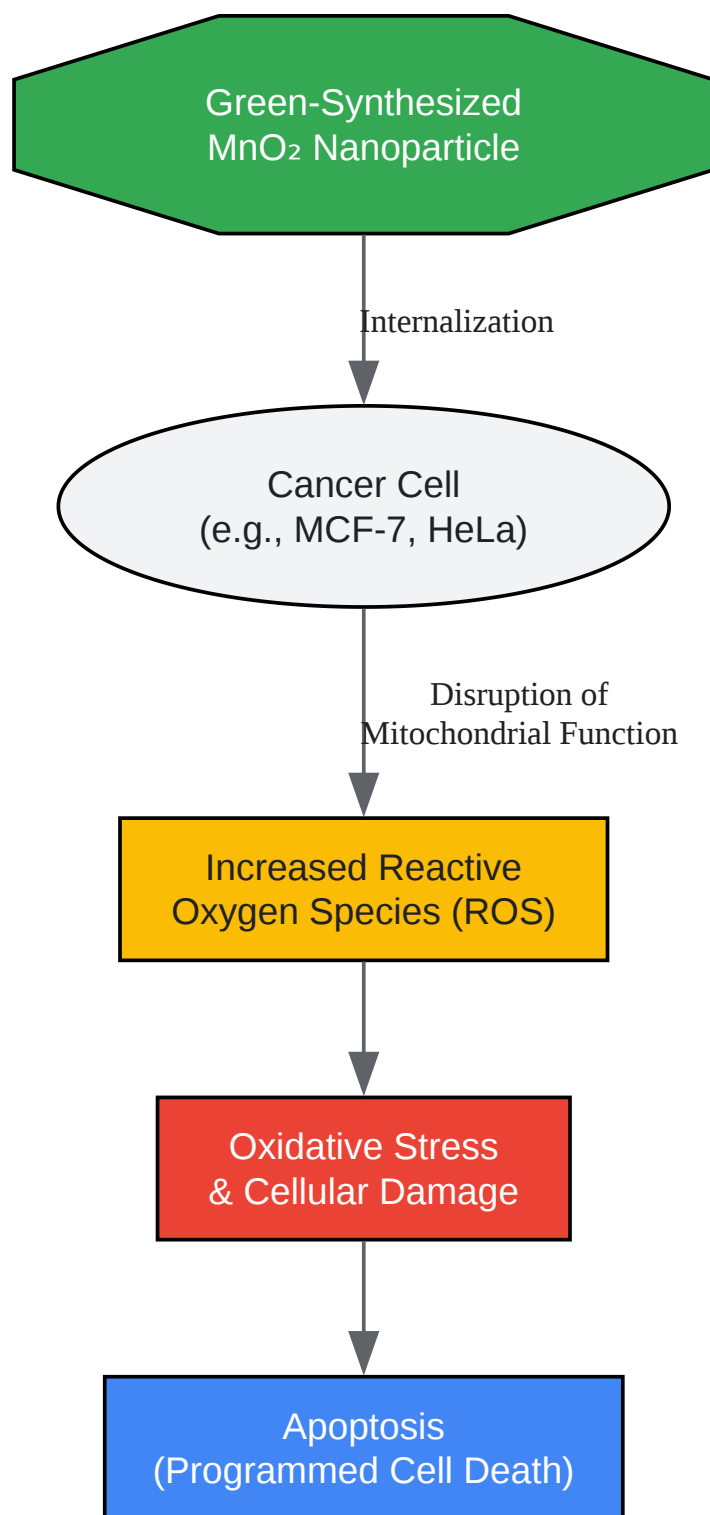 Green-Synthesized
MnO₂ Nanoparticle
Internalization
Cancer Cell
(e.g., MCF-7, HeLa)
Disruption of
Mitochondrial Function
Increased Reactive
Oxygen Species (ROS)
Oxidative Stress
& Cellular Damage
Apoptosis
(Programmed Cell Death)